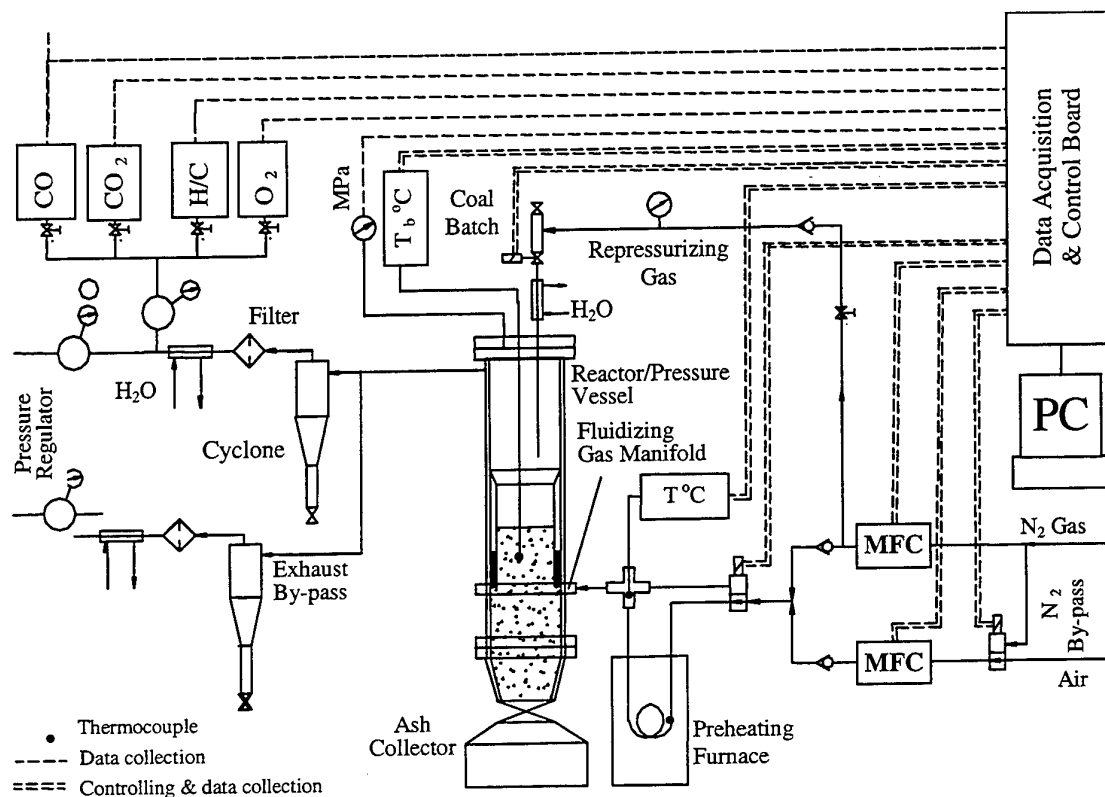 CO
CO2
H/C
O2
MPa
Tb °C
Coal
Batch
Repressurizing
Gas
H2O
Data Acquisition
& Control Board
PC
Filter
H2O
Pressure
Regulator
Cyclone
Reactor/Pressure
Vessel
Fluidizing
Gas Manifold
T °C
MFC
N2 Gas
N2
By-pass
MFC
Air
Exhaust
By-pass
Ash
Collector
Preheating
Furnace
Thermocouple
Data collection
Controlling & data collection